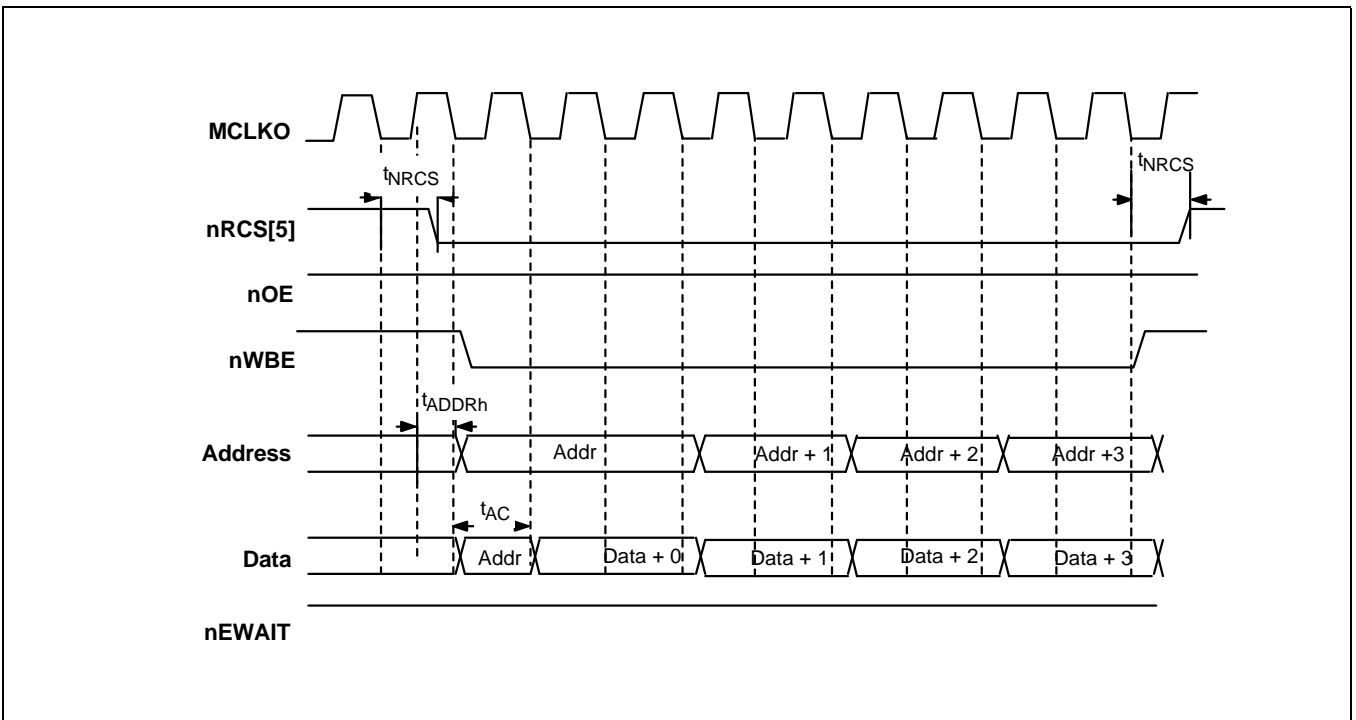 MCLKO
tNRCS
tNRCS
nRCS[5]
nOE
nWBE
tADDRh
Address
Addr
Addr + 1
Addr + 2
Addr +3
tAC
Data
Addr
Data + 0
Data + 1
Data + 2
Data + 3
nEWAIT